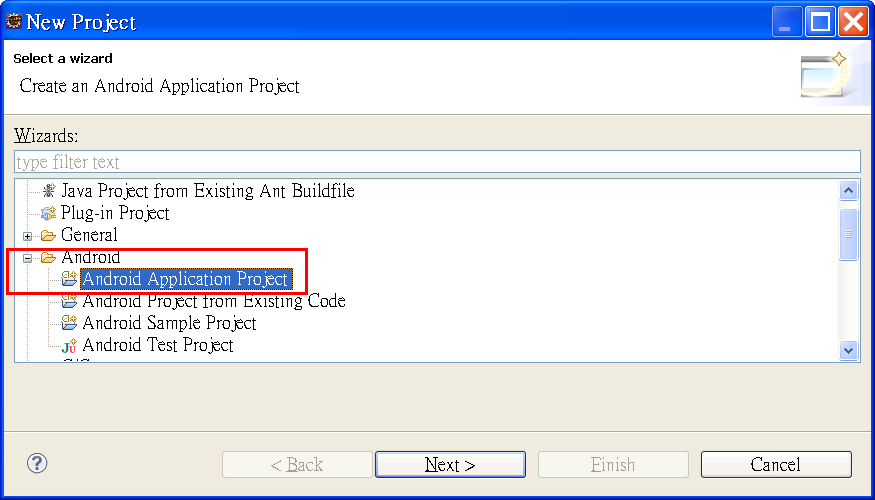 New Project
Select a wizard
Create an Android Application Project
Wizards:
type filter text
Java Project from Existing Ant Buildfile
Plug-in Project
General
Android
Android Application Project
Android Project from Existing Code
Android Sample Project
Android Test Project
< Back Next > Finish Cancel